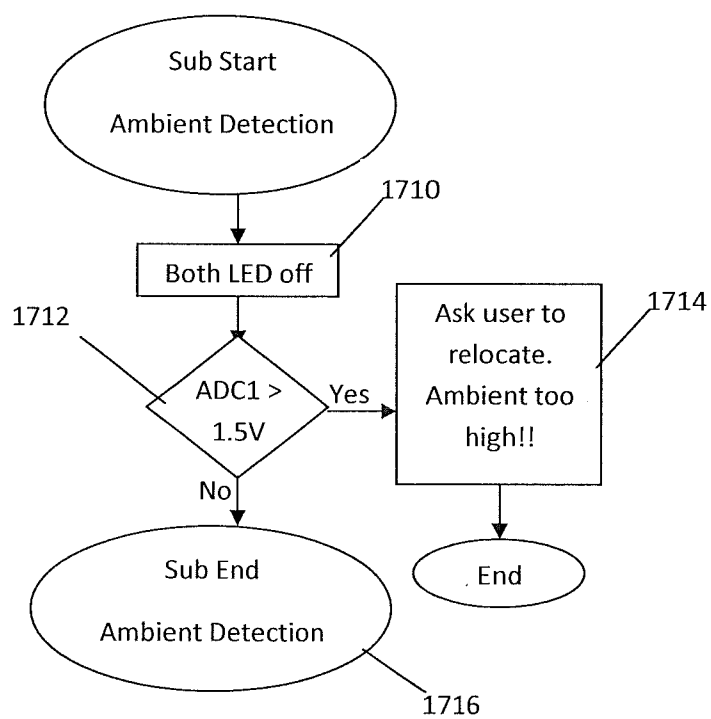 Sub Start
Ambient Detection
1710
Both LED off
1712
ADC1 >
1.5V
Yes
1714
Ask user to
relocate.
Ambient too
high!!
No
Sub End
Ambient Detection
End
1716